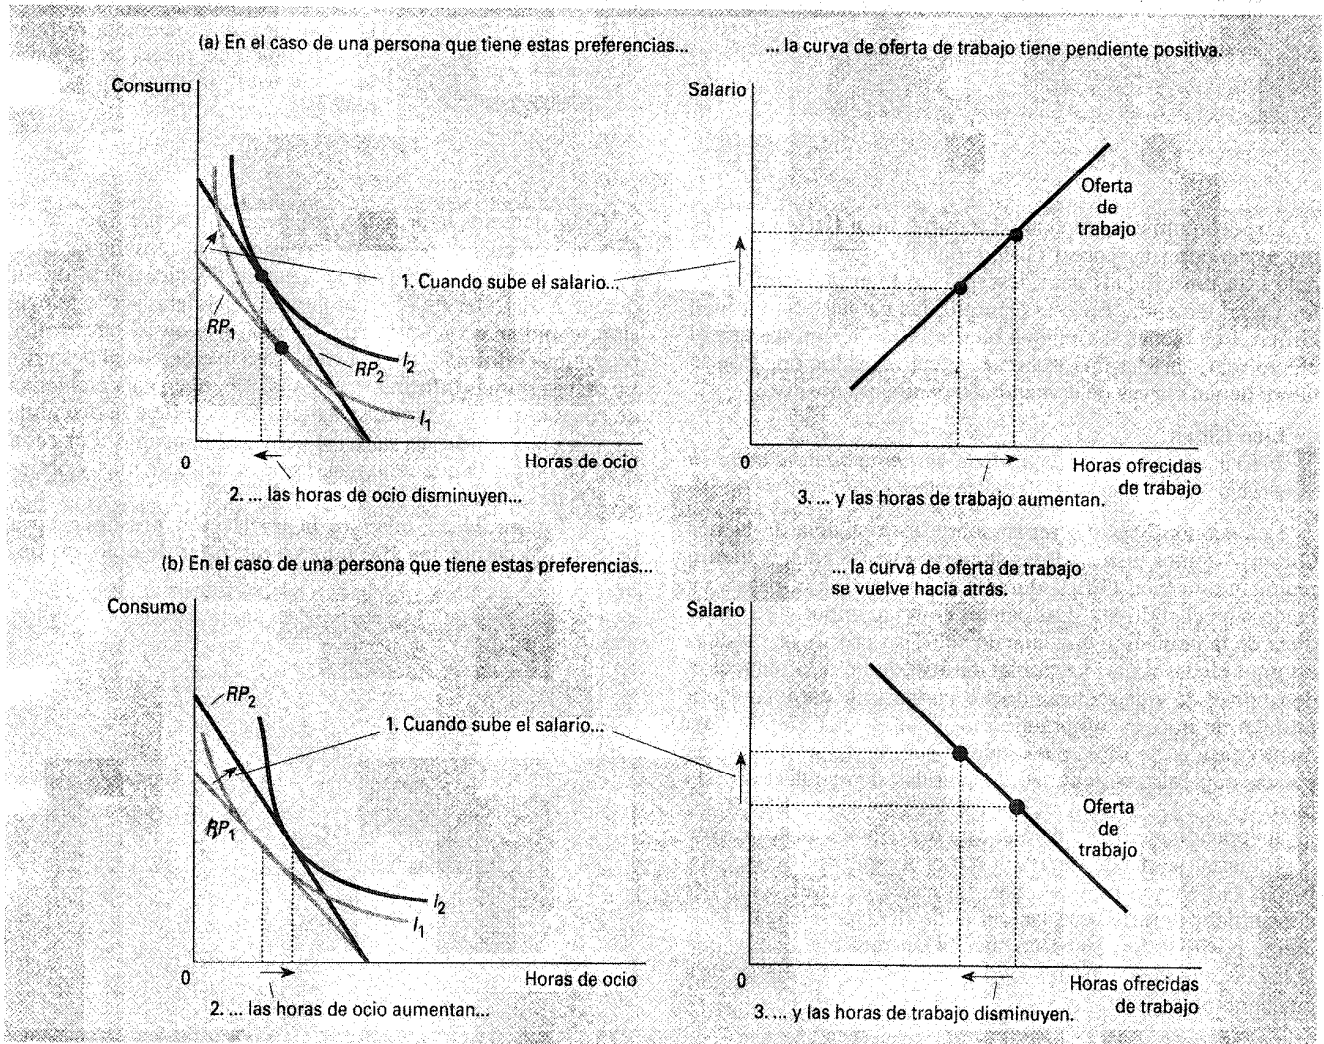 (a) En el caso de una persona que tiene estas preferencias...
... la curva de oferta de trabajo tiene pendiente positiva.
Consumo
Salario
Oferta
de
trabajo
1. Cuando sube el salario...
RP1
RP2
I2
I1
0
Horas de ocio
2. ... las horas de ocio disminuyen...
0
Horas ofrecidas
de trabajo
3. ... y las horas de trabajo aumentan.
(b) En el caso de una persona que tiene estas preferencias...
... la curva de oferta de trabajo
se vuelve hacia atrás.
Consumo
Salario
RP2
1. Cuando sube el salario...
RP1
Oferta
de
trabajo
I2
I1
0
Horas de ocio
2. ... las horas de ocio aumentan...
0
Horas ofrecidas
de trabajo
3. ... y las horas de trabajo disminuyen.